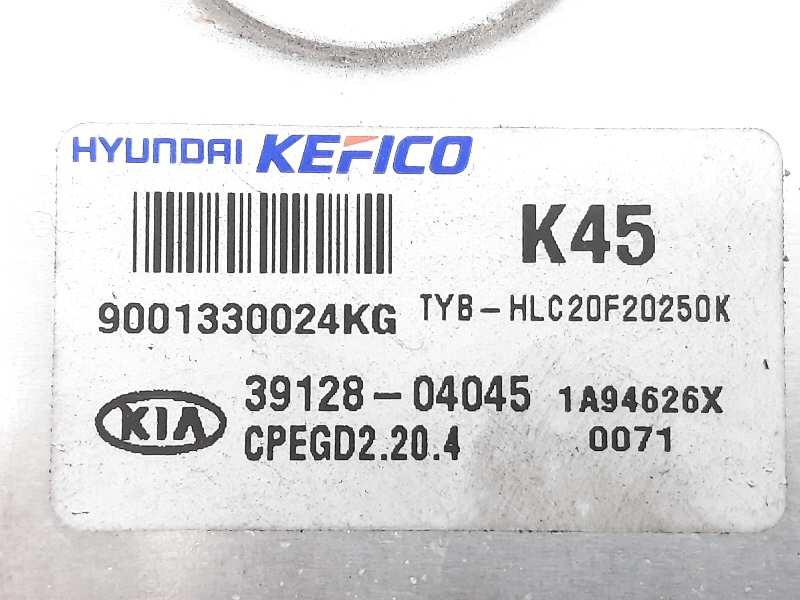 HYUNDAI KEFICO
K45
9001330024KG TYB-HLC20F20250K
KIA 39128-04045 1A94626X
CPEGD2.20.4 0071